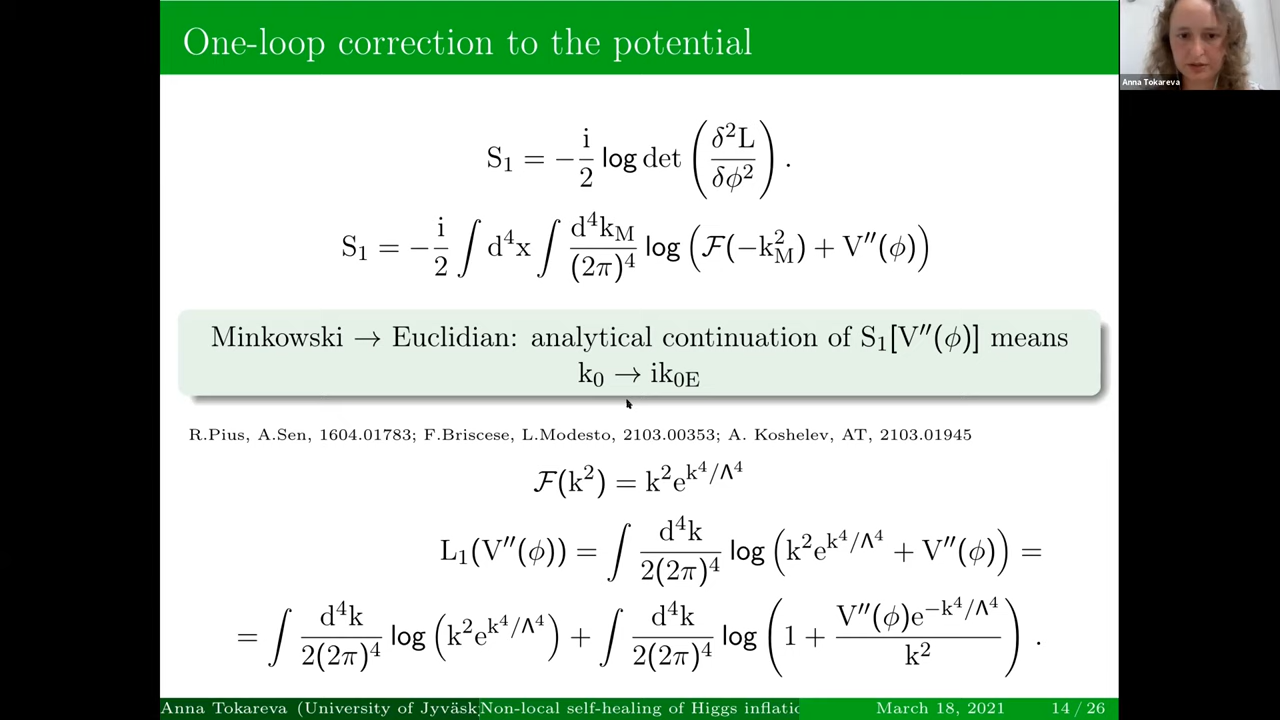 One-loop correction to the potential
Anna Tokareva
S₁ = −i/2 log det (δ²L/δϕ²) .
S₁ = −i/2 ∫ d⁴x ∫ d⁴k_M/(2π)⁴ log (ℱ(−k²_M) + V″(ϕ))
Minkowski → Euclidian: analytical continuation of S₁[V″(ϕ)] means
k₀ → ik₀E
R.Pius, A.Sen, 1604.01783; F.Briscese, L.Modesto, 2103.00353; A. Koshelev, AT, 2103.01945
ℱ(k²) = k²e^{k⁴/Λ⁴}
L₁(V″(ϕ)) = ∫ d⁴k/2(2π)⁴ log (k²e^{k⁴/Λ⁴} + V″(ϕ)) =
= ∫ d⁴k/2(2π)⁴ log (k²e^{k⁴/Λ⁴}) + ∫ d⁴k/2(2π)⁴ log (1 + V″(ϕ)e^{−k⁴/Λ⁴}/k²) .
Anna Tokareva (University of Jyväsk Non-local self-healing of Higgs inflatio March 18, 2021 14 / 26